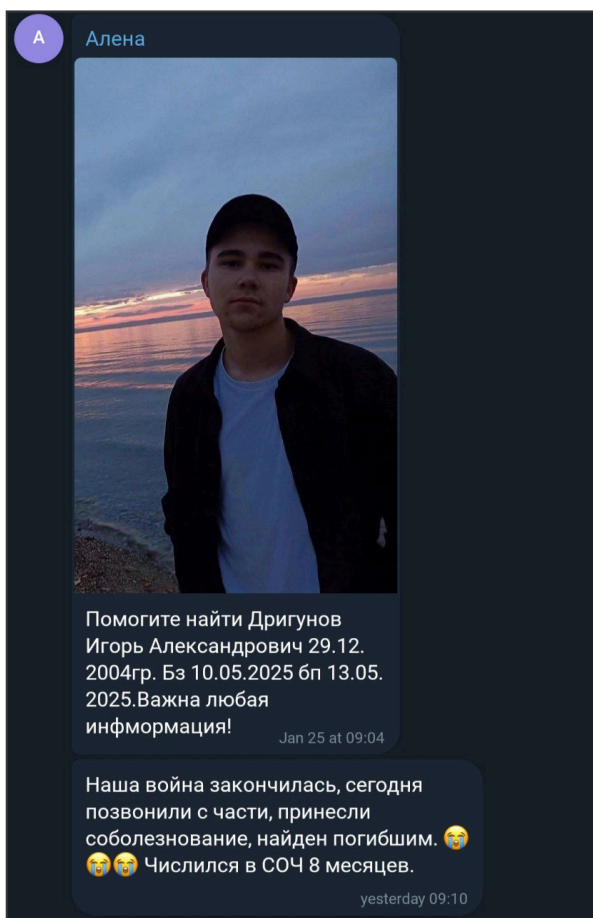 А
Алена
Помогите найти Дригунов
Игорь Александрович 29.12.
2004гр. Бз 10.05.2025 бп 13.05.
2025.Важна любая
инфмормация!
Jan 25 at 09:04
Наша война закончилась, сегодня
позвонили с части, принесли
соболезнование, найден погибшим. 😭
😭😭 Числился в СОЧ 8 месяцев.
yesterday 09:10